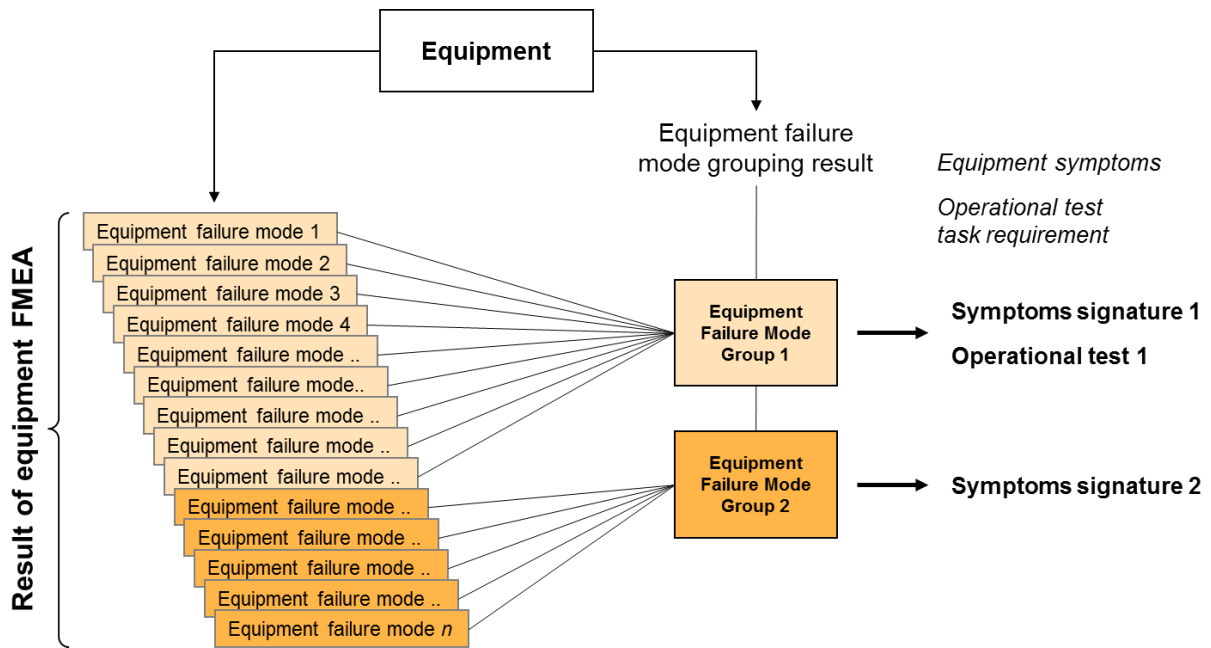 Equipment
Equipment failure
mode grouping result
Equipment symptoms
Operational test
task requirement
Result of equipment FMEA
Equipment failure mode 1
Equipment failure mode 2
Equipment failure mode 3
Equipment failure mode 4
Equipment failure mode ..
Equipment failure mode..
Equipment failure mode ..
Equipment failure mode ..
Equipment failure mode ..
Equipment failure mode ..
Equipment failure mode ..
Equipment failure mode ..
Equipment failure mode ..
Equipment failure mode n
Equipment
Failure Mode
Group 1
Symptoms signature 1
Operational test 1
Equipment
Failure Mode
Group 2
Symptoms signature 2